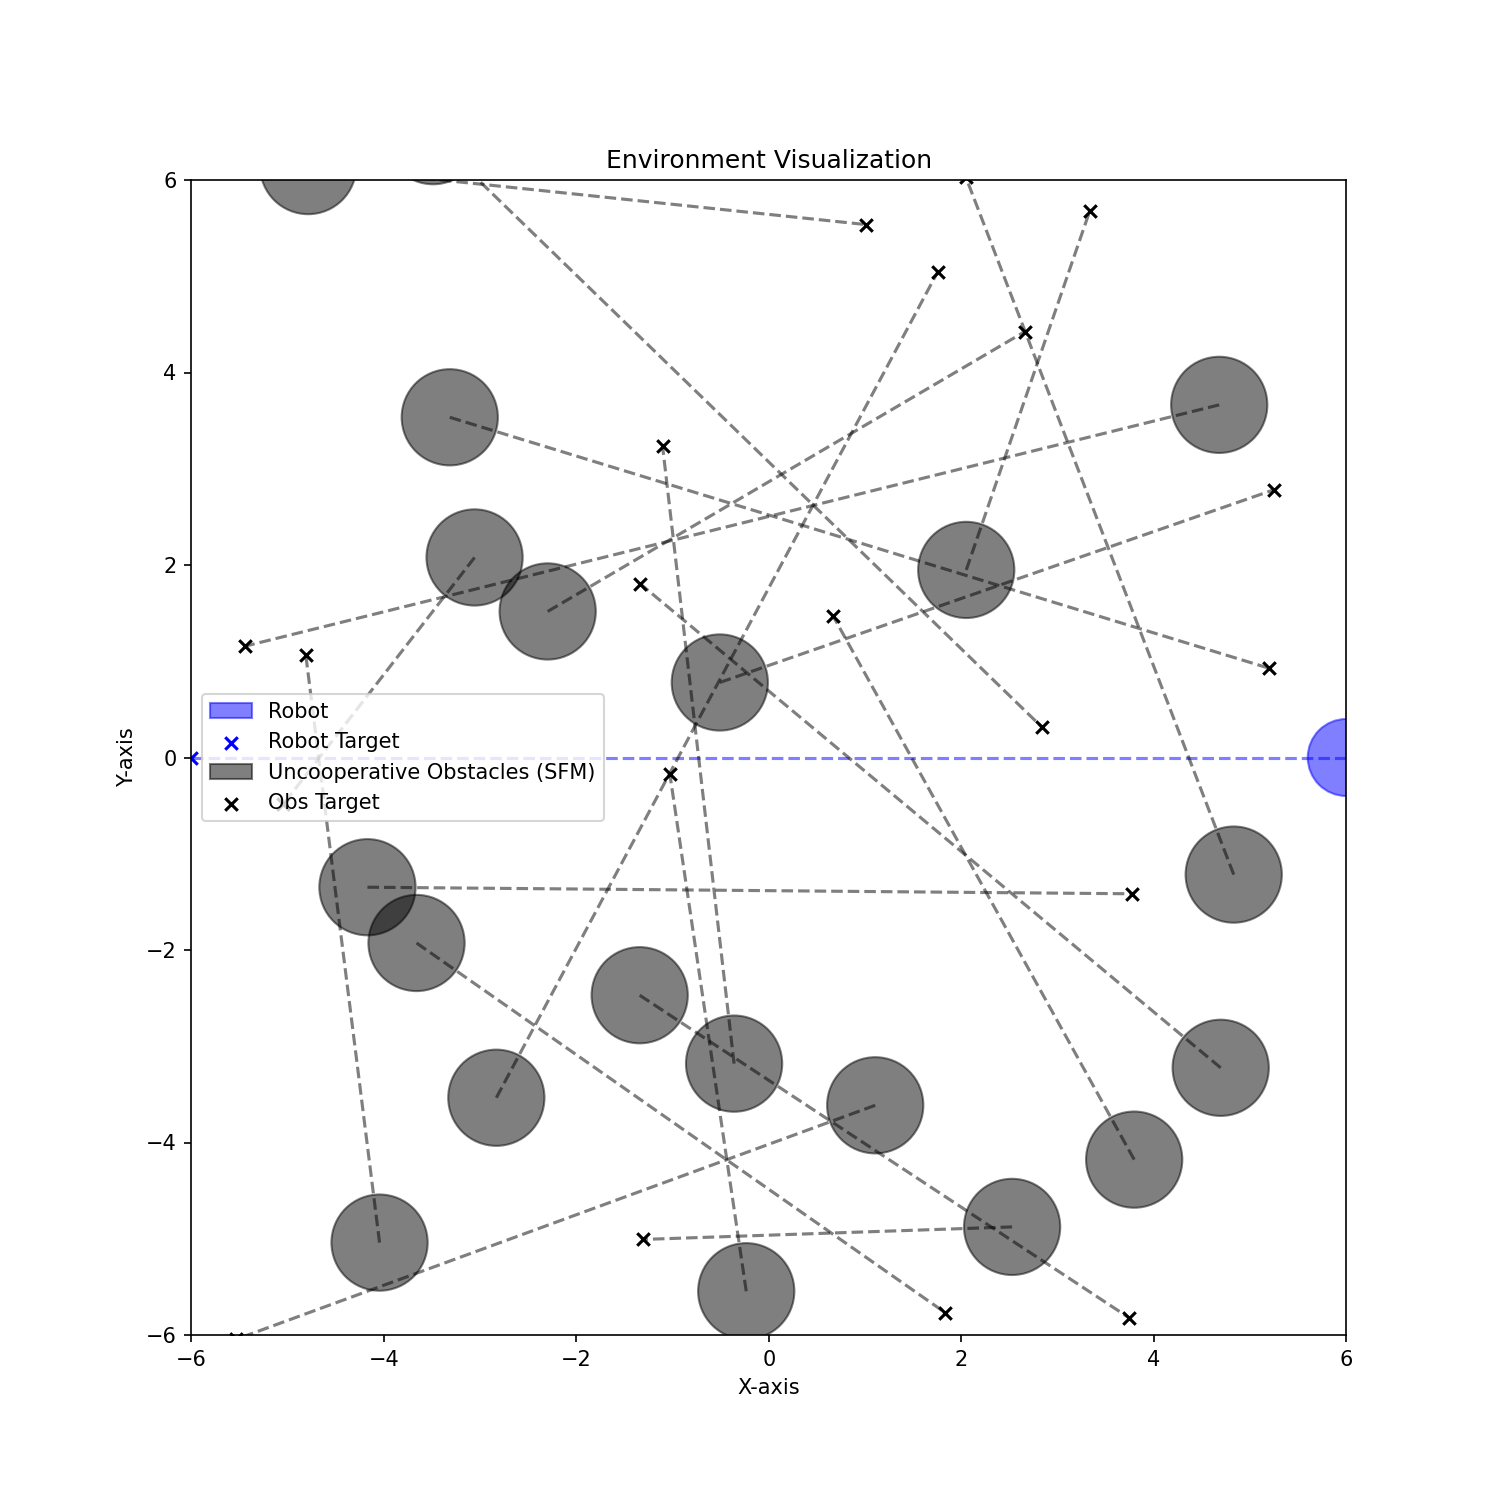 Environment Visualization
6
4
2
0
−2
−4
−6
Y-axis
Robot
Robot Target
Uncooperative Obstacles (SFM)
Obs Target
−6
−4
−2
0
2
4
6
X-axis